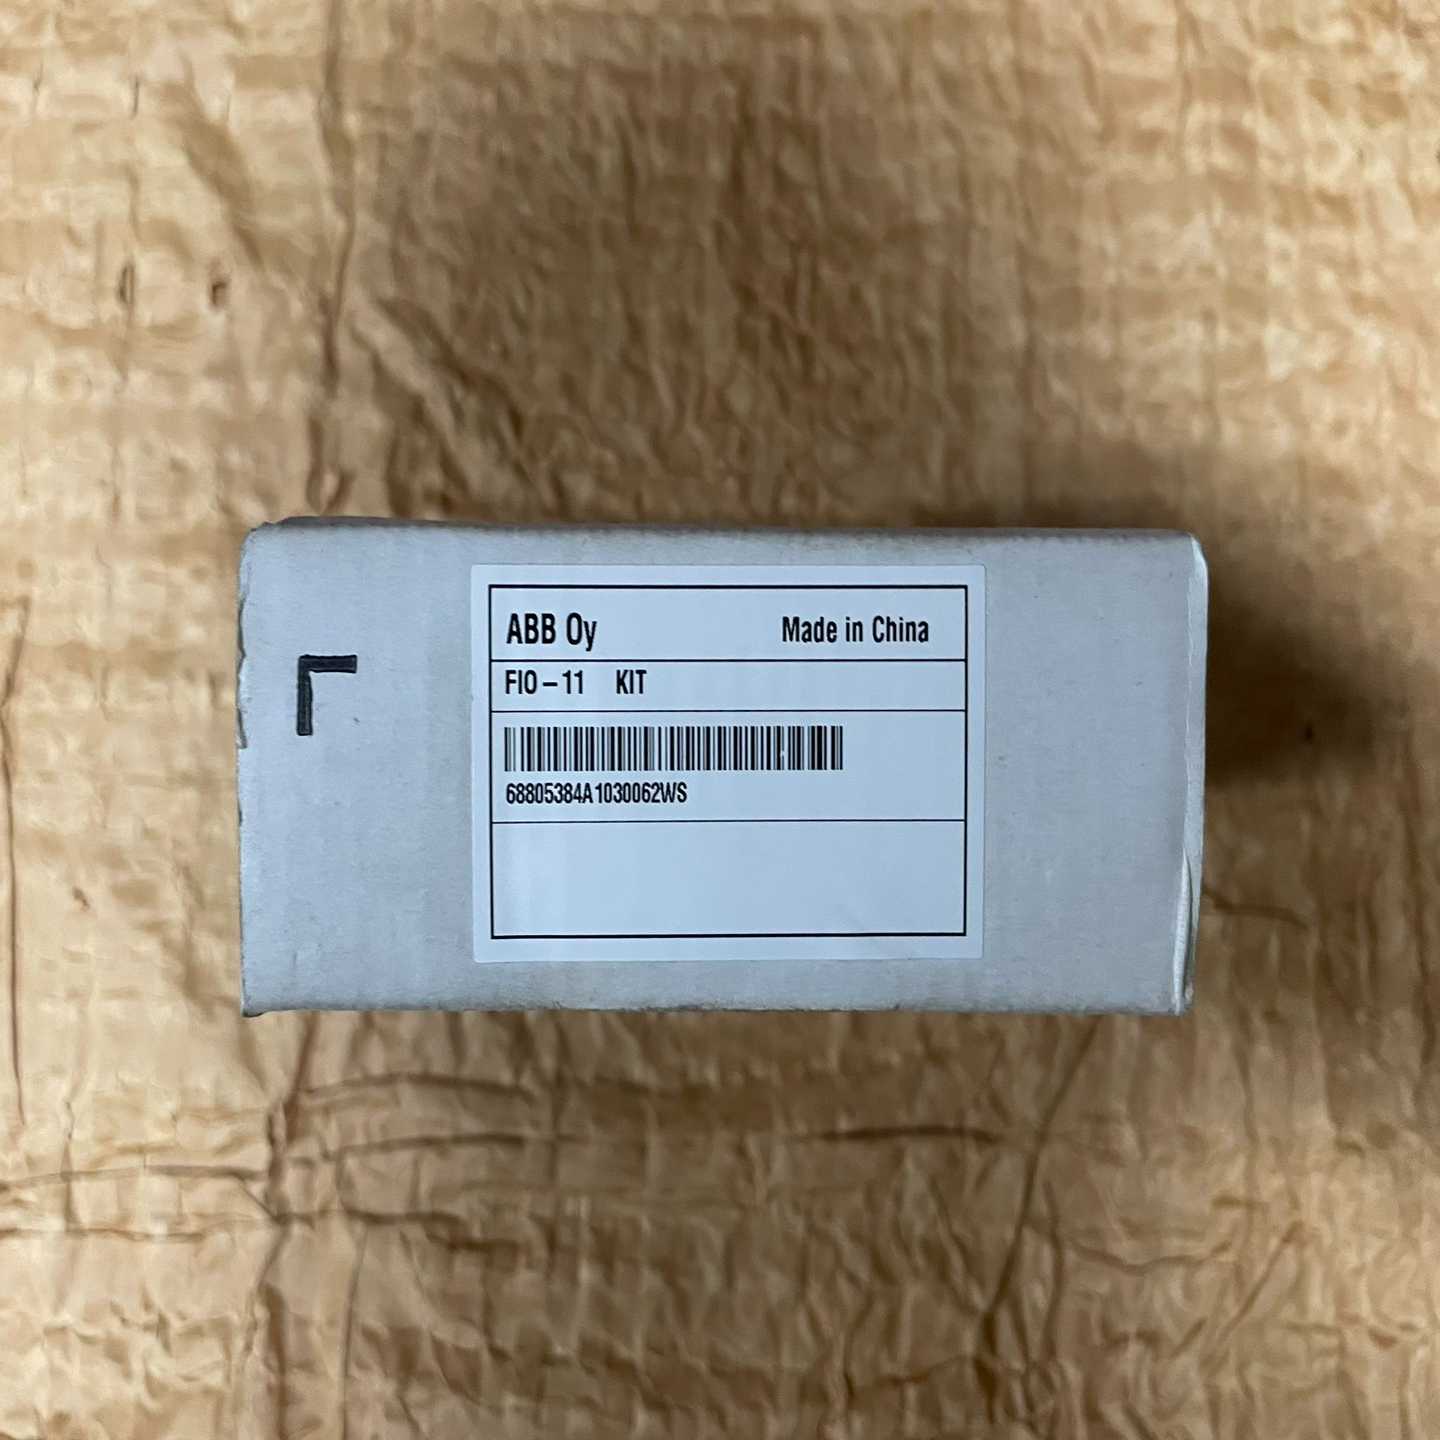 ABB Oy Made in China
FIO-11 KIT
68805384A1030062WS